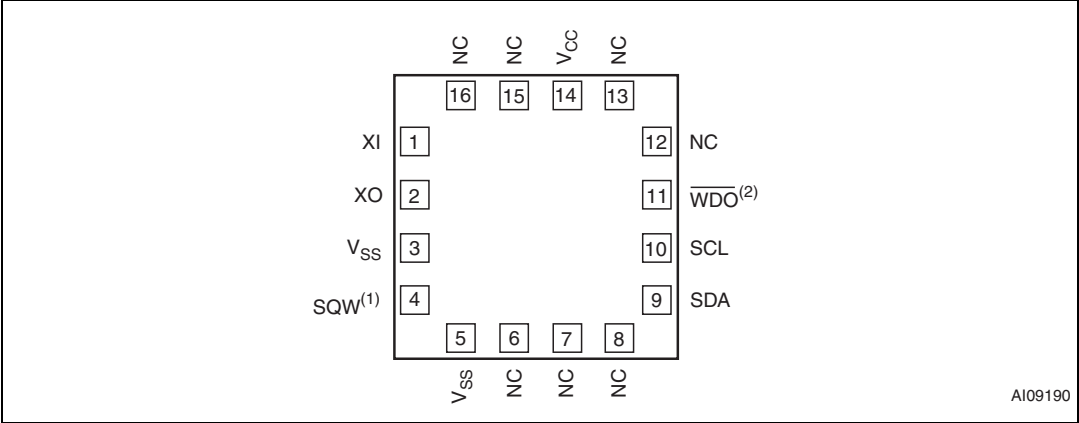 NC NC VCC NC
16 15 14 13
XI 1 12 NC
XO 2 11 WDO(2)
VSS 3 10 SCL
SQW(1) 4 9 SDA
5 6 7 8
VSS NC NC NC
AI09190